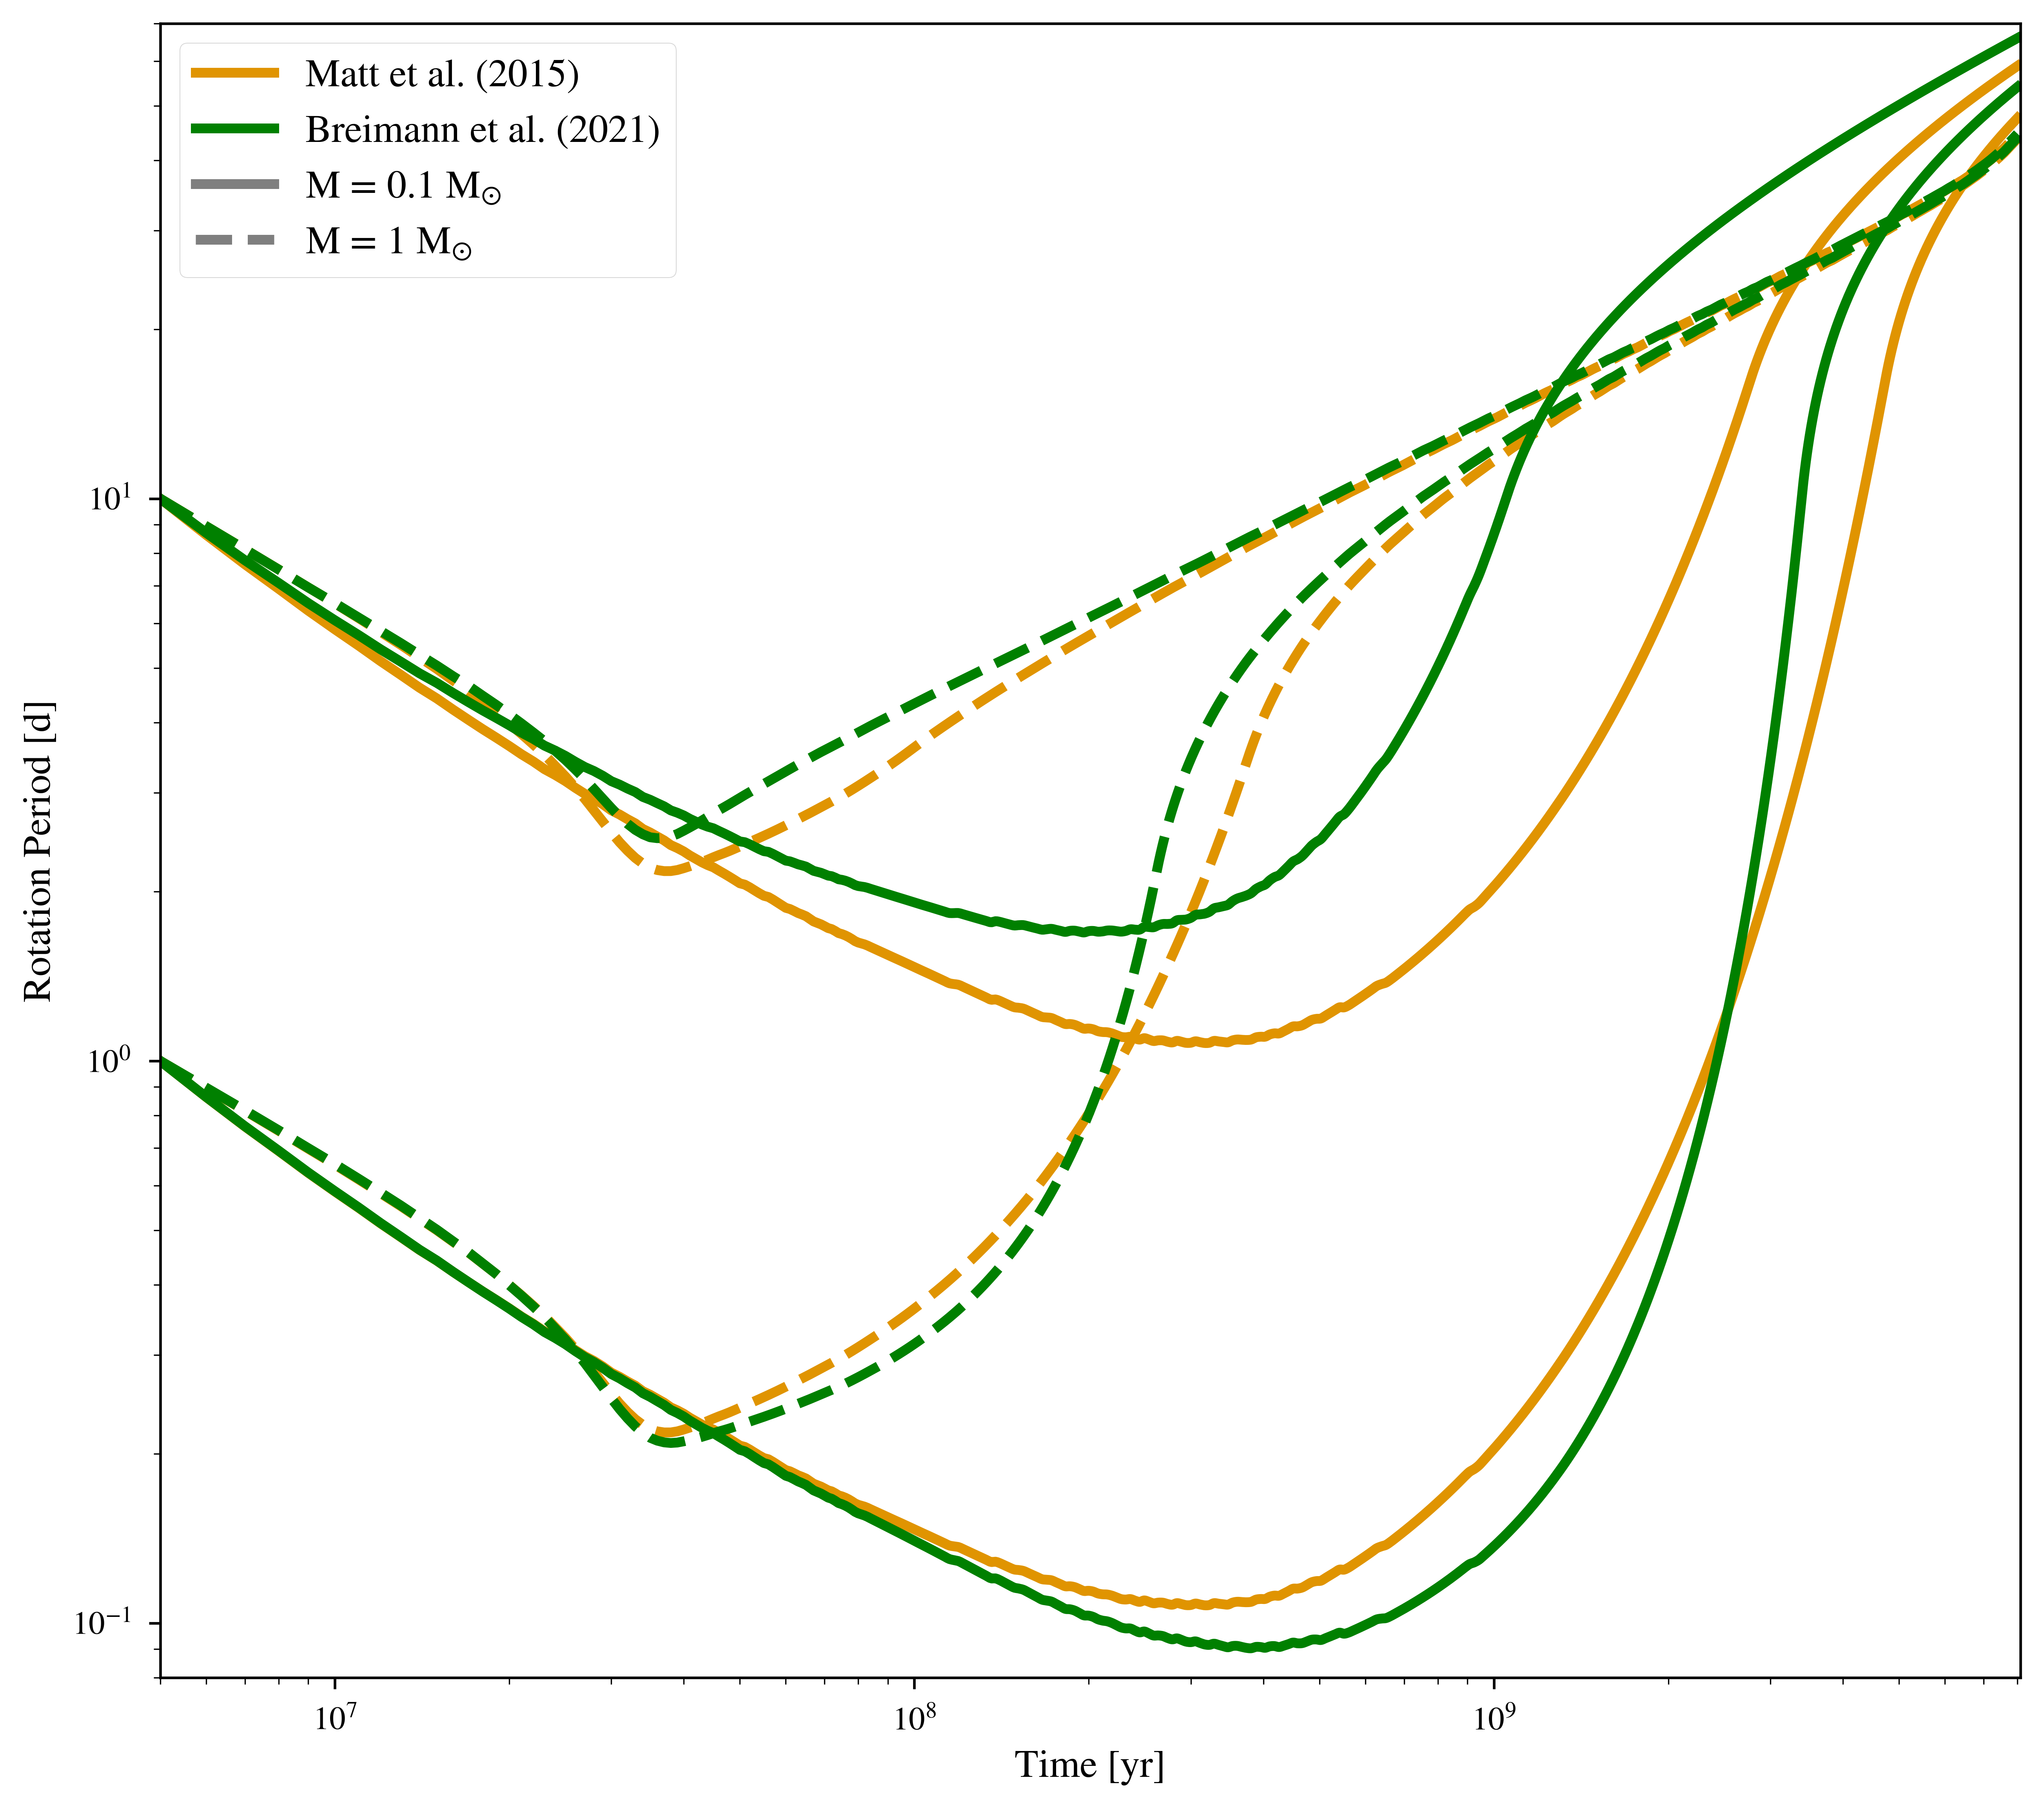 Matt et al. (2015)
Breimann et al. (2021)
M = 0.1 M⊙
M = 1 M⊙
Rotation Period [d]
10¹
10⁰
10⁻¹
10⁷
10⁸
10⁹
Time [yr]